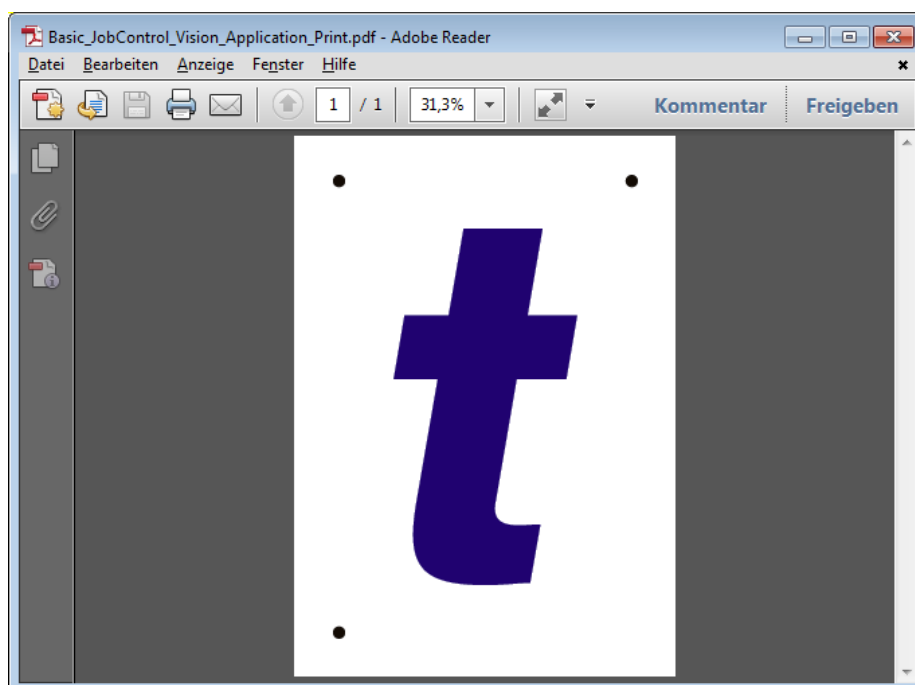 Basic_JobControl_Vision_Application_Print.pdf - Adobe Reader
Datei Bearbeiten Anzeige Fenster Hilfe
1 / 1 31,3% Kommentar Freigeben
t